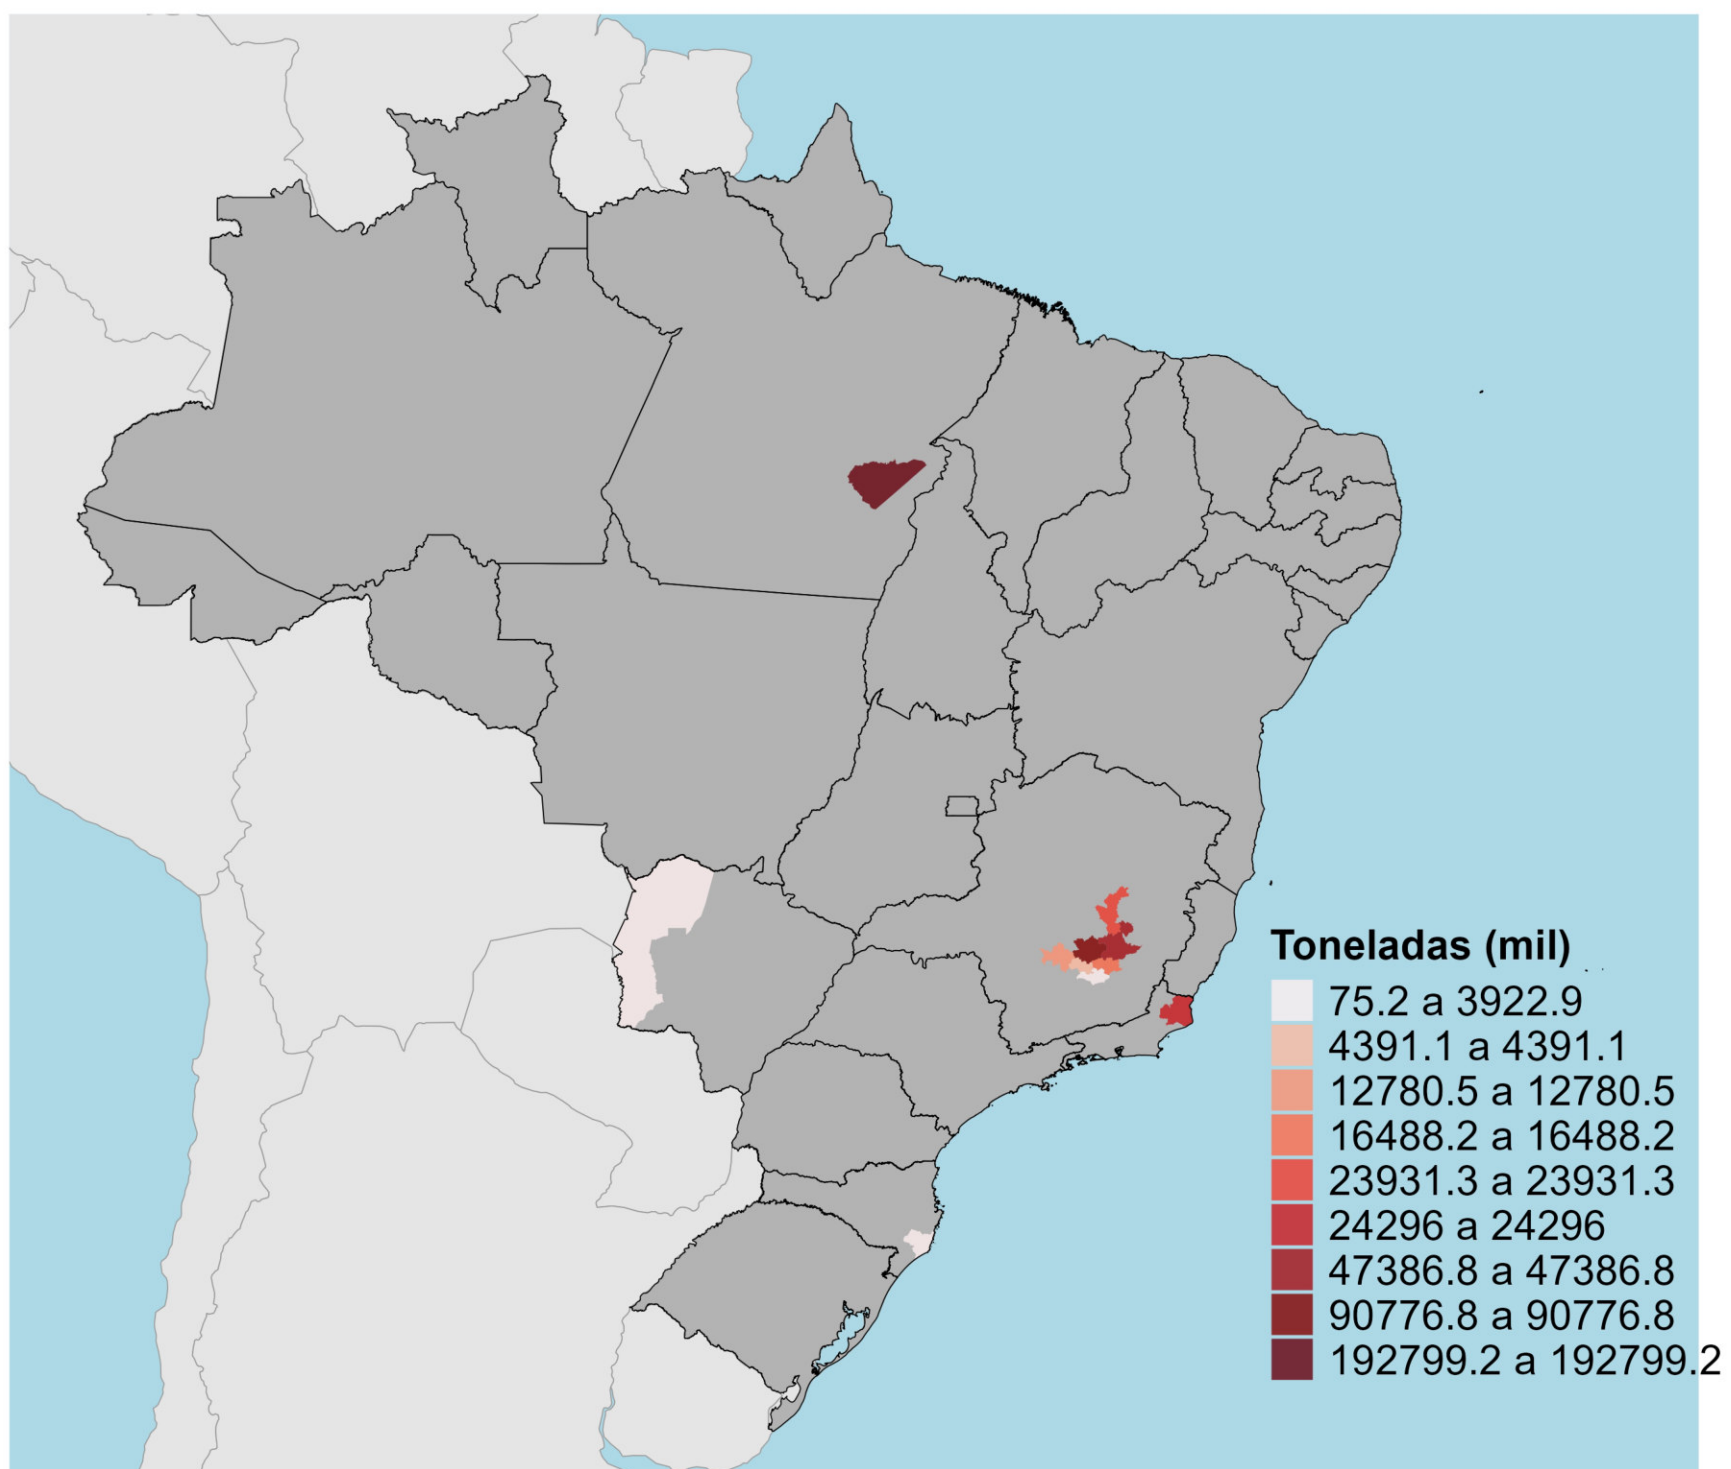 Toneladas (mil)
75.2 a 3922.9
4391.1 a 4391.1
12780.5 a 12780.5
16488.2 a 16488.2
23931.3 a 23931.3
24296 a 24296
47386.8 a 47386.8
90776.8 a 90776.8
192799.2 a 192799.2